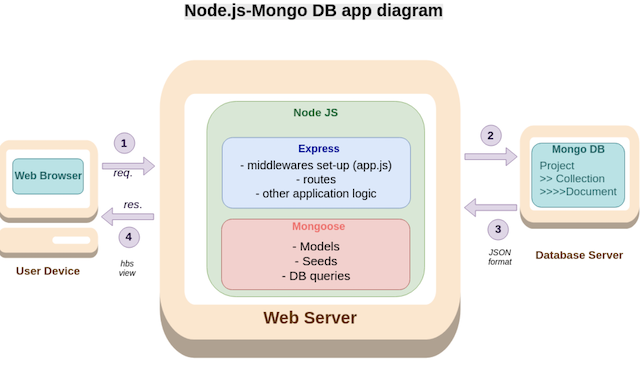 Node.js-Mongo DB app diagram
Node JS
Express
- middlewares set-up (app.js)
- routes
- other application logic
Mongoose
- Models
- Seeds
- DB queries
Web Server
1
req.
res.
4
hbs
view
Web Browser
User Device
2
3
JSON
format
Mongo DB
Project
>> Collection
>>>>Document
Database Server